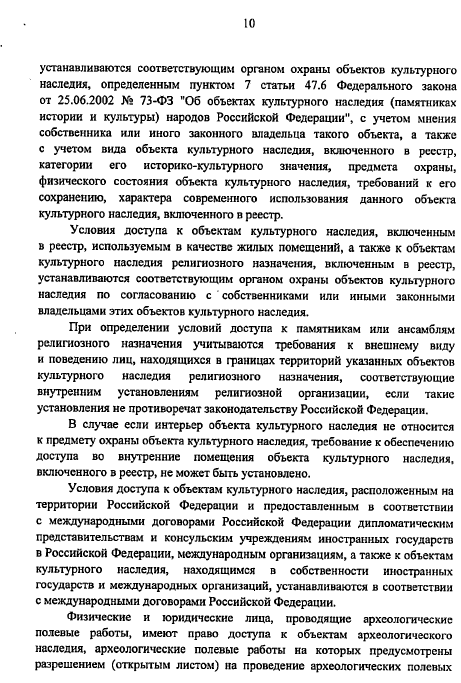 10
устанавливаются соответствующим органом охраны объектов культурного
наследия, определенным пунктом 7 статьи 47.6 Федерального закона
от 25.06.2002 № 73-ФЗ "Об объектах культурного наследия (памятниках
истории и культуры) народов Российской Федерации", с учетом мнения
собственника или иного законного владельца такого объекта, а также
с учетом вида объекта культурного наследия, включенного в реестр,
категории его историко-культурного значения, предмета охраны,
физического состояния объекта культурного наследия, требований к его
сохранению, характера современного использования данного объекта
культурного наследия, включенного в реестр.
Условия доступа к объектам культурного наследия, включенным
в реестр, используемым в качестве жилых помещений, а также к объектам
культурного наследия религиозного назначения, включенным в реестр,
устанавливаются соответствующим органом охраны объектов культурного
наследия по согласованию с собственниками или иными законными
владельцами этих объектов культурного наследия.
При определении условий доступа к памятникам или ансамблям
религиозного назначения учитываются требования к внешнему виду
и поведению лиц, находящихся в границах территорий указанных объектов
культурного наследия религиозного назначения, соответствующие
внутренним установлениям религиозной организации, если такие
установления не противоречат законодательству Российской Федерации.
В случае если интерьер объекта культурного наследия не относится
к предмету охраны объекта культурного наследия, требование к обеспечению
доступа во внутренние помещения объекта культурного наследия,
включенного в реестр, не может быть установлено.
Условия доступа к объектам культурного наследия, расположенным на
территории Российской Федерации и предоставленным в соответствии
с международными договорами Российской Федерации дипломатическим
представительствам и консульским учреждениям иностранных государств
в Российской Федерации, международным организациям, а также к объектам
культурного наследия, находящимся в собственности иностранных
государств и международных организаций, устанавливаются в соответствии
с международными договорами Российской Федерации.
Физические и юридические лица, проводящие археологические
полевые работы, имеют право доступа к объектам археологического
наследия, археологические полевые работы на которых предусмотрены
разрешением (открытым листом) на проведение археологических полевых